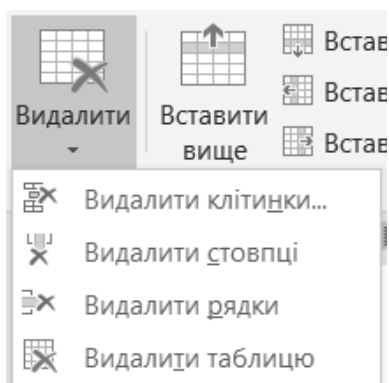 Видалити
Вставити
вище
Встав
Встав
Встав
Видалити клітинки...
Видалити стовпці
Видалити рядки
Видалити таблицю